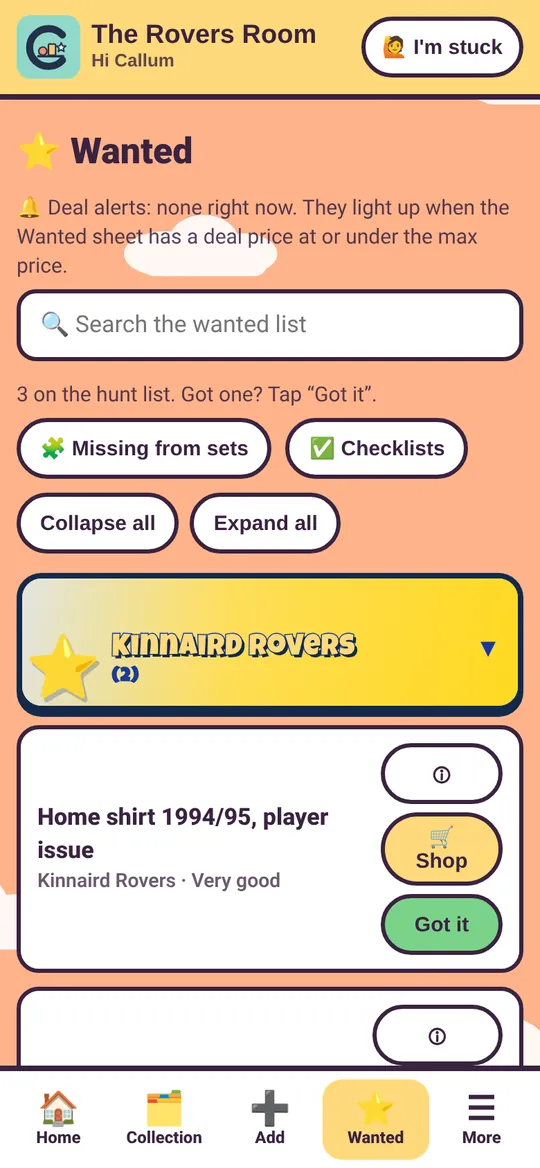 The Rovers Room
Hi Callum
🙋 I'm stuck
⭐ Wanted
🔔 Deal alerts: none right now. They light up when the
Wanted sheet has a deal price at or under the max
price.
🔍 Search the wanted list
3 on the hunt list. Got one? Tap “Got it”.
🧩 Missing from sets
✅ Checklists
Collapse all
Expand all
Kinnaird Rovers
(2)
▼
Home shirt 1994/95, player
issue
Kinnaird Rovers · Very good
ⓘ
🛒
Shop
Got it
ⓘ
Home
Collection
Add
Wanted
More